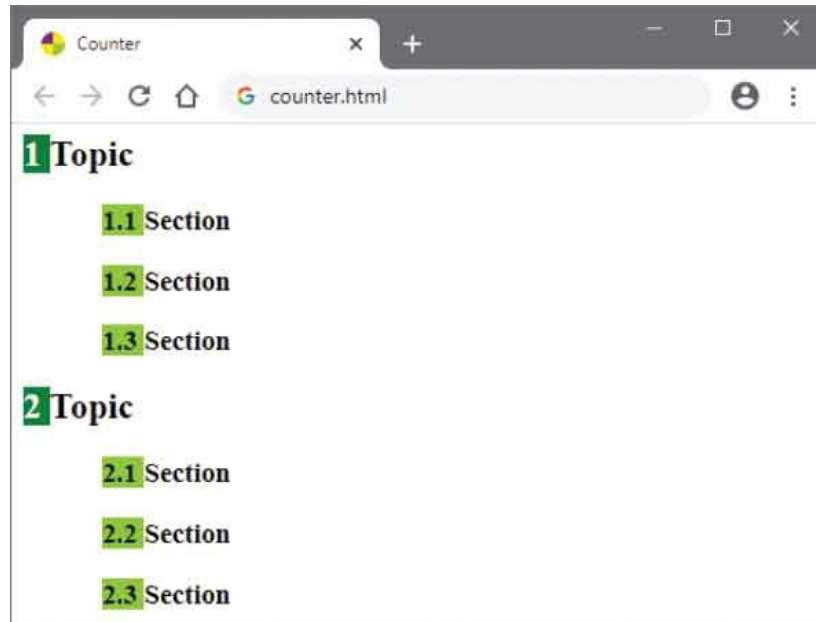 Counter
counter.html
1 Topic
1.1 Section
1.2 Section
1.3 Section
2 Topic
2.1 Section
2.2 Section
2.3 Section